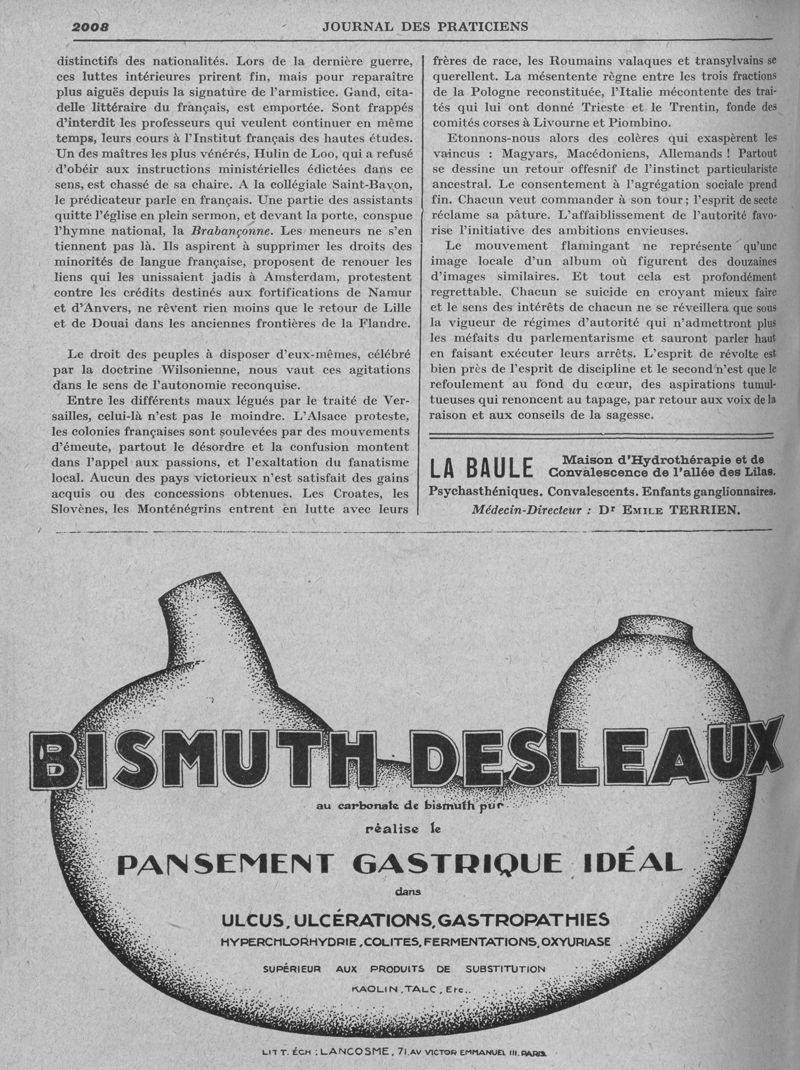 2008
JOURNAL DES PRATICIENS
distinctifs des nationalités. Lors de la dernière guerre,
ces luttes intérieures prirent fin, mais pour reparaître
plus aiguës depuis la signature de l'armistice. Gand, cita-
delle littéraire du français, est emportée. Sont frappés
d'interdit les professeurs qui veulent continuer en même
temps, leurs cours à l'Institut français des hautes études.
Un des maîtres les plus vénérés, Hulin de Loo, qui a refusé
d'obéir aux instructions ministérielles édictées dans ce
sens, est chassé de sa chaire. A la collégiale Saint-Bavon,
le prédicateur parle en français. Une partie des assistants
quitte l'église en plein sermon, et devant la porte, conspue
l'hymne national, la Brabançonne. Les meneurs ne s'en
tiennent pas là. Ils aspirent à supprimer les droits des
minorités de langue française, proposent de renouer les
liens qui les unissaient jadis à Amsterdam, protestent
contre les crédits destinés aux fortifications de Namur
et d'Anvers, ne rêvent rien moins que le retour de Lille
et de Douai dans les anciennes frontières de la Flandre.
Le droit des peuples à disposer d'eux-mêmes, célébré
par la doctrine Wilsonienne, nous vaut ces agitations
dans le sens de l'autonomie reconquise.
Entre les différents maux légués par le traité de Ver-
sailles, celui-là n'est pas le moindre. L'Alsace proteste,
les colonies françaises sont soulevées par des mouvements
d'émeute, partout le désordre et la confusion montent
dans l'appel aux passions, et l'exaltation du fanatisme
local. Aucun des pays victorieux n'est satisfait des gains
acquis ou des concessions obtenues. Les Croates, les
Slovènes, les Monténégrins entrent en lutte avec leurs
frères de race, les Roumains valaques et transylvains se
querellent. La mésentente règne entre les trois fractions
de la Pologne reconstituée, l'Italie mécontente des trai-
tés qui lui ont donné Trieste et le Trentin, fonde des
comités corses à Livourne et Piombino.
Etonnons-nous alors des colères qui exaspèrent les
vaincus : Magyars, Macédoniens, Allemands ! Partout
se dessine un retour offesnif de l'instinct particulariste
ancestral. Le consentement à l'agrégation sociale prend
fin. Chacun veut commander à son tour; l'esprit de secte
réclame sa pâture. L'affaiblissement de l'autorité favo-
rise l'initiative des ambitions envieuses.
Le mouvement flamingant ne représente qu'une
image locale d'un album où figurent des douzaines
d'images similaires. Et tout cela est profondément
regrettable. Chacun se suicide en croyant mieux faire
et le sens des intérêts de chacun ne se réveillera que sous
la vigueur de régimes d'autorité qui n'admettront plus
les méfaits du parlementarisme et sauront parler haut
en faisant exécuter leurs arrêts. L'esprit de révolte est
bien près de l'esprit de discipline et le second n'est que le
refoulement au fond du cœur, des aspirations tumul-
tueuses qui renoncent au tapage, par retour aux voix de la
raison et aux conseils de la sagesse.
LA BAULE
Maison d'Hydrothérapie et de
Convalescence de l'allée des Lilas.
Psychasthéniques. Convalescents. Enfants ganglionnaires.
Médecin-Directeur : Dr EMILE TERRIEN.
BISMUTH DESLEAUX
au carbonate de bismuth pur
réalise le
PANSEMENT GASTRIQUE IDÉAL
dans
ULCUS, ULCÉRATIONS, GASTROPATHIES
HYPERCHLORHYDRIE, COLITES, FERMENTATIONS, OXYURIASE
SUPÉRIEUR AUX PRODUITS DE SUBSTITUTION
KAOLIN, TALC, Etc..
LITT. ÉCH : LANCOSME, 71, AV VICTOR EMMANUEL III. PARIS.